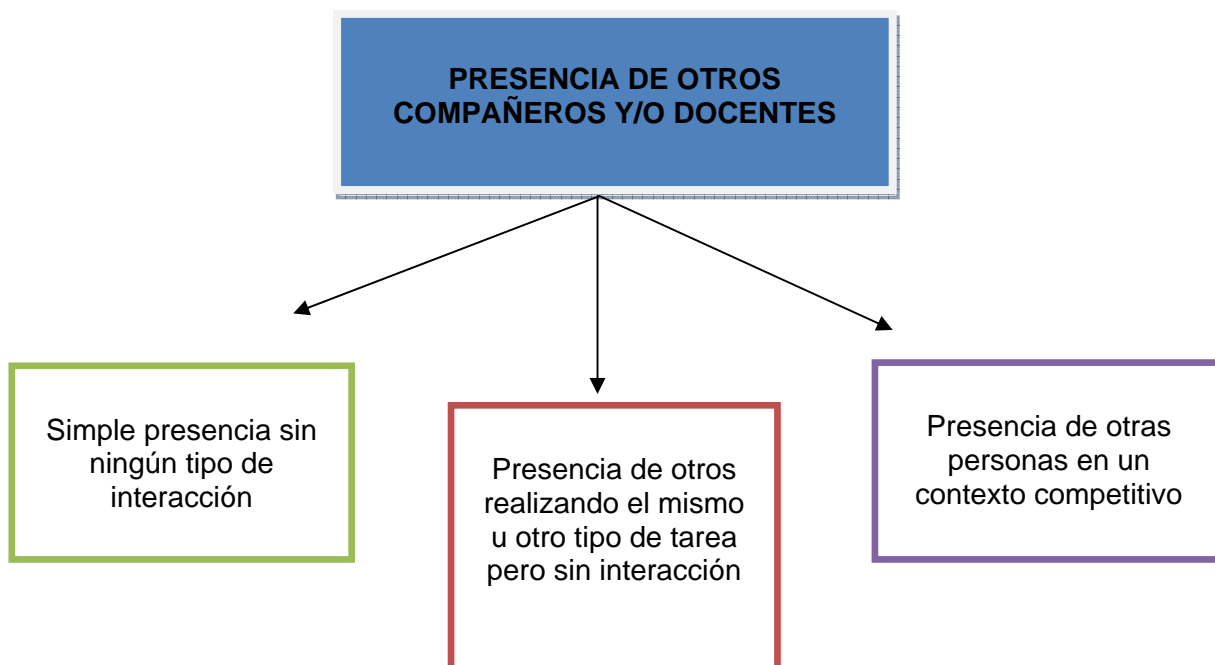 PRESENCIA DE OTROS
COMPAÑEROS Y/O DOCENTES
Simple presencia sin
ningún tipo de
interacción
Presencia de otros
realizando el mismo
u otro tipo de tarea
pero sin interacción
Presencia de otras
personas en un
contexto competitivo